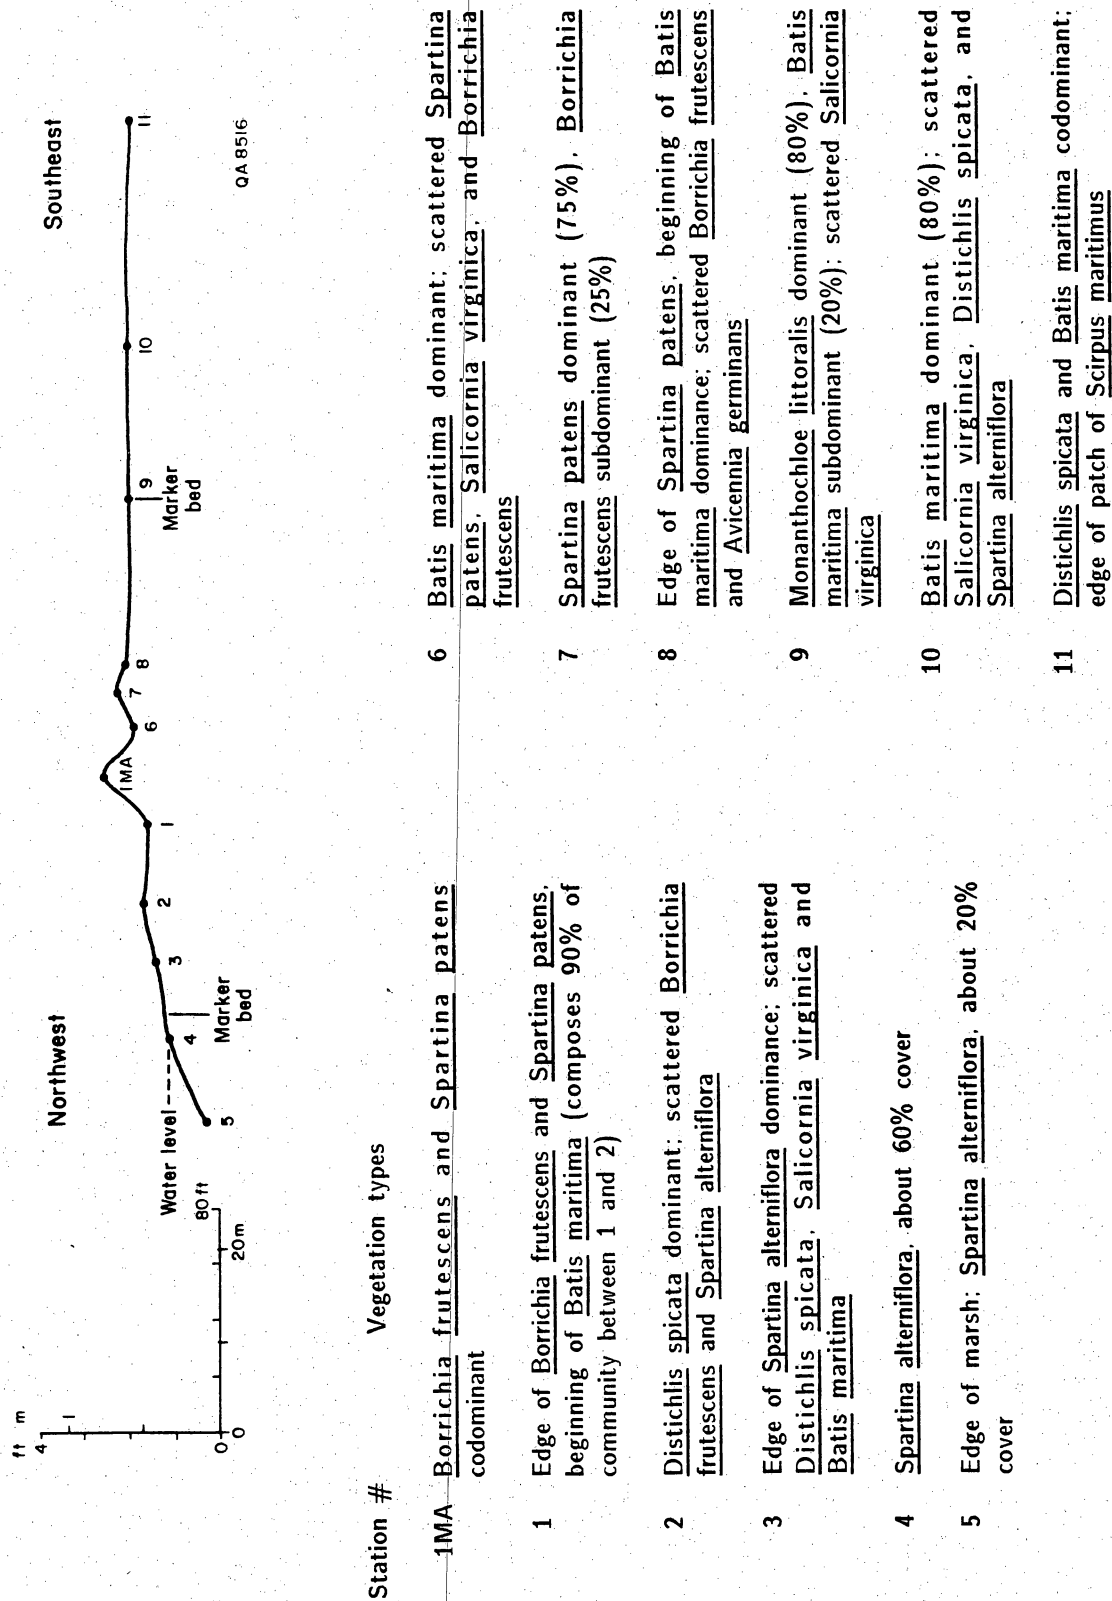 Northwest
Southeast
ft m
4
1
0
0
20m
80 ft
Water level
5
4
Marker
bed
3
2
1
1MA
6
7
8
9
Marker
bed
10
11
QA 8516
Station #
Vegetation types
1MA Borrichia frutescens and Spartina patens
codominant
1 Edge of Borrichia frutescens and Spartina patens,
beginning of Batis maritima (composes 90% of
community between 1 and 2)
2 Distichlis spicata dominant; scattered Borrichia
frutescens and Spartina alterniflora
3 Edge of Spartina alterniflora dominance; scattered
Distichlis spicata, Salicornia virginica and
Batis maritima
4 Spartina alterniflora, about 60% cover
5 Edge of marsh; Spartina alterniflora, about 20%
cover
6 Batis maritima dominant; scattered Spartina
patens, Salicornia virginica, and Borrichia
frutescens
7 Spartina patens dominant (75%), Borrichia
frutescens subdominant (25%)
8 Edge of Spartina patens, beginning of Batis
maritima dominance; scattered Borrichia frutescens
and Avicennia germinans
9 Monanthochloe littoralis dominant (80%), Batis
maritima subdominant (20%); scattered Salicornia
virginica
10 Batis maritima dominant (80%); scattered
Salicornia virginica, Distichlis spicata, and
Spartina alterniflora
11 Distichlis spicata and Batis maritima codominant;
edge of patch of Scirpus maritimus